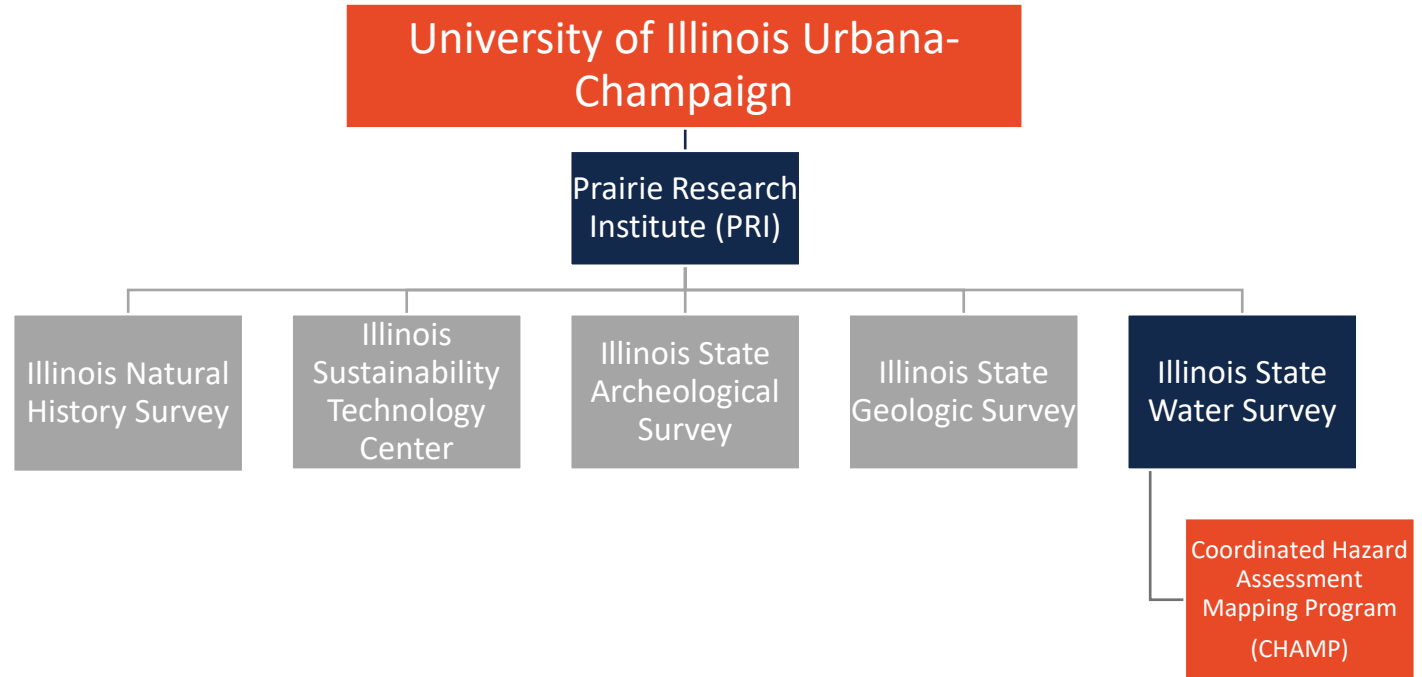 University of Illinois Urbana-
Champaign
Prairie Research
Institute (PRI)
Illinois Natural
History Survey
Illinois
Sustainability
Technology
Center
Illinois State
Archeological
Survey
Illinois State
Geologic Survey
Illinois State
Water Survey
Coordinated Hazard
Assessment
Mapping Program
(CHAMP)